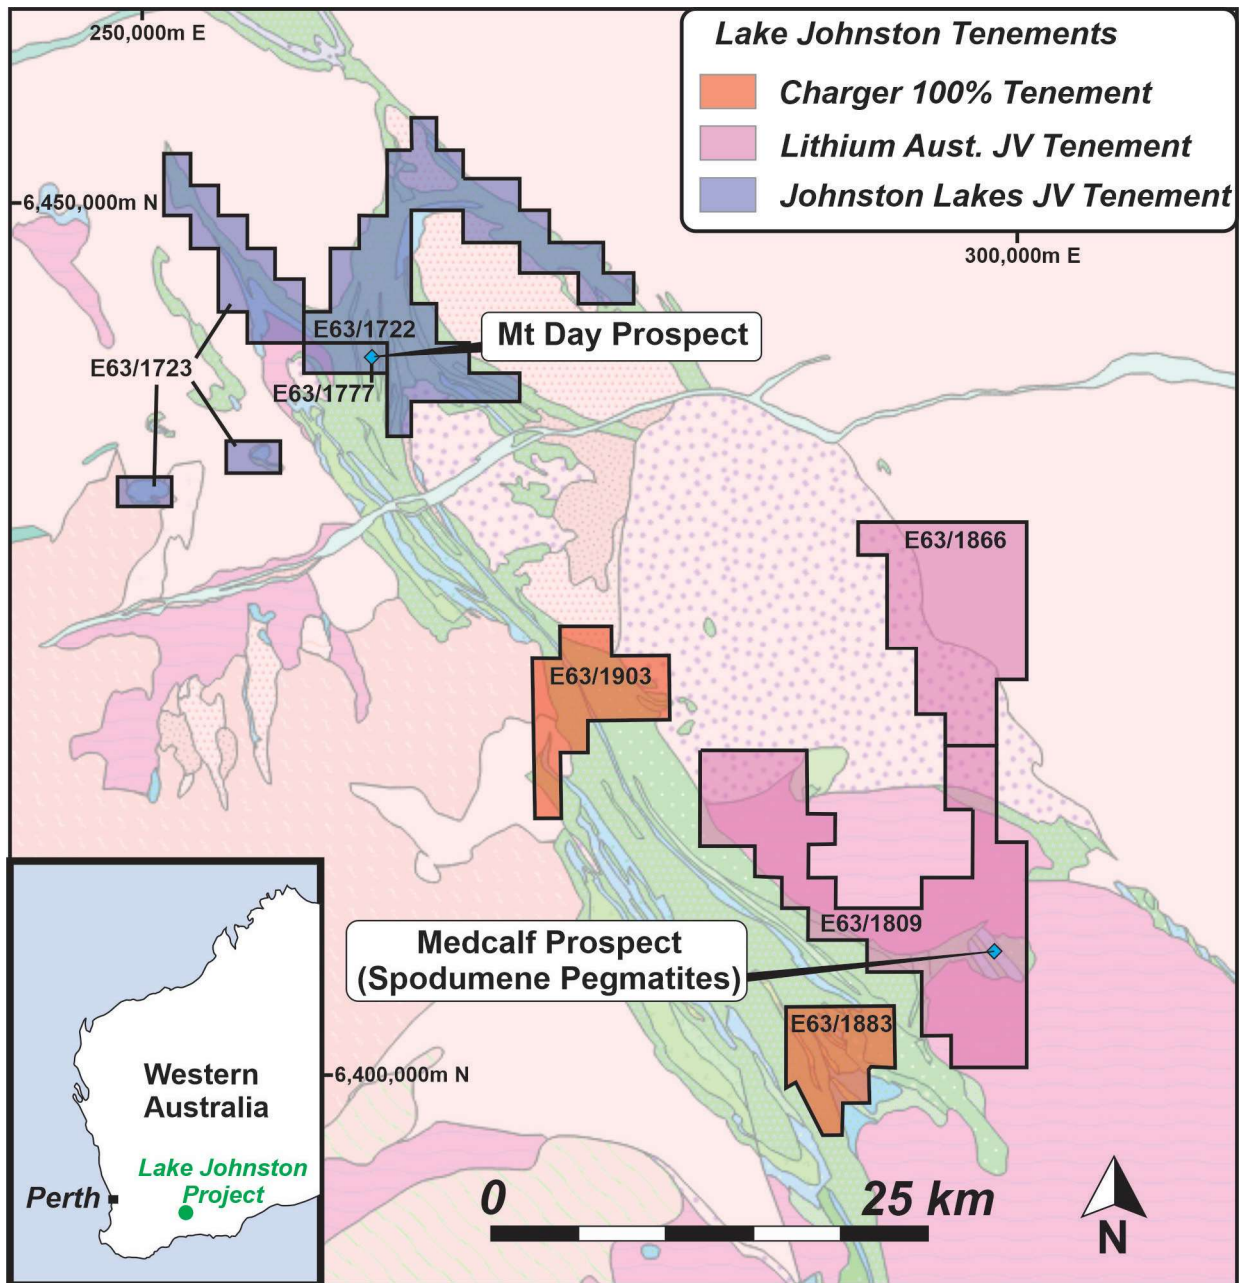 250,000m E
Lake Johnston Tenements
Charger 100% Tenement
Lithium Aust. JV Tenement
Johnston Lakes JV Tenement
6,450,000m N
300,000m E
E63/1722
Mt Day Prospect
E63/1723
E63/1777
E63/1866
E63/1903
E63/1809
Medcalf Prospect
(Spodumene Pegmatites)
E63/1883
6,400,000m N
Western
Australia
Lake Johnston
Project
Perth
0 25 km
N